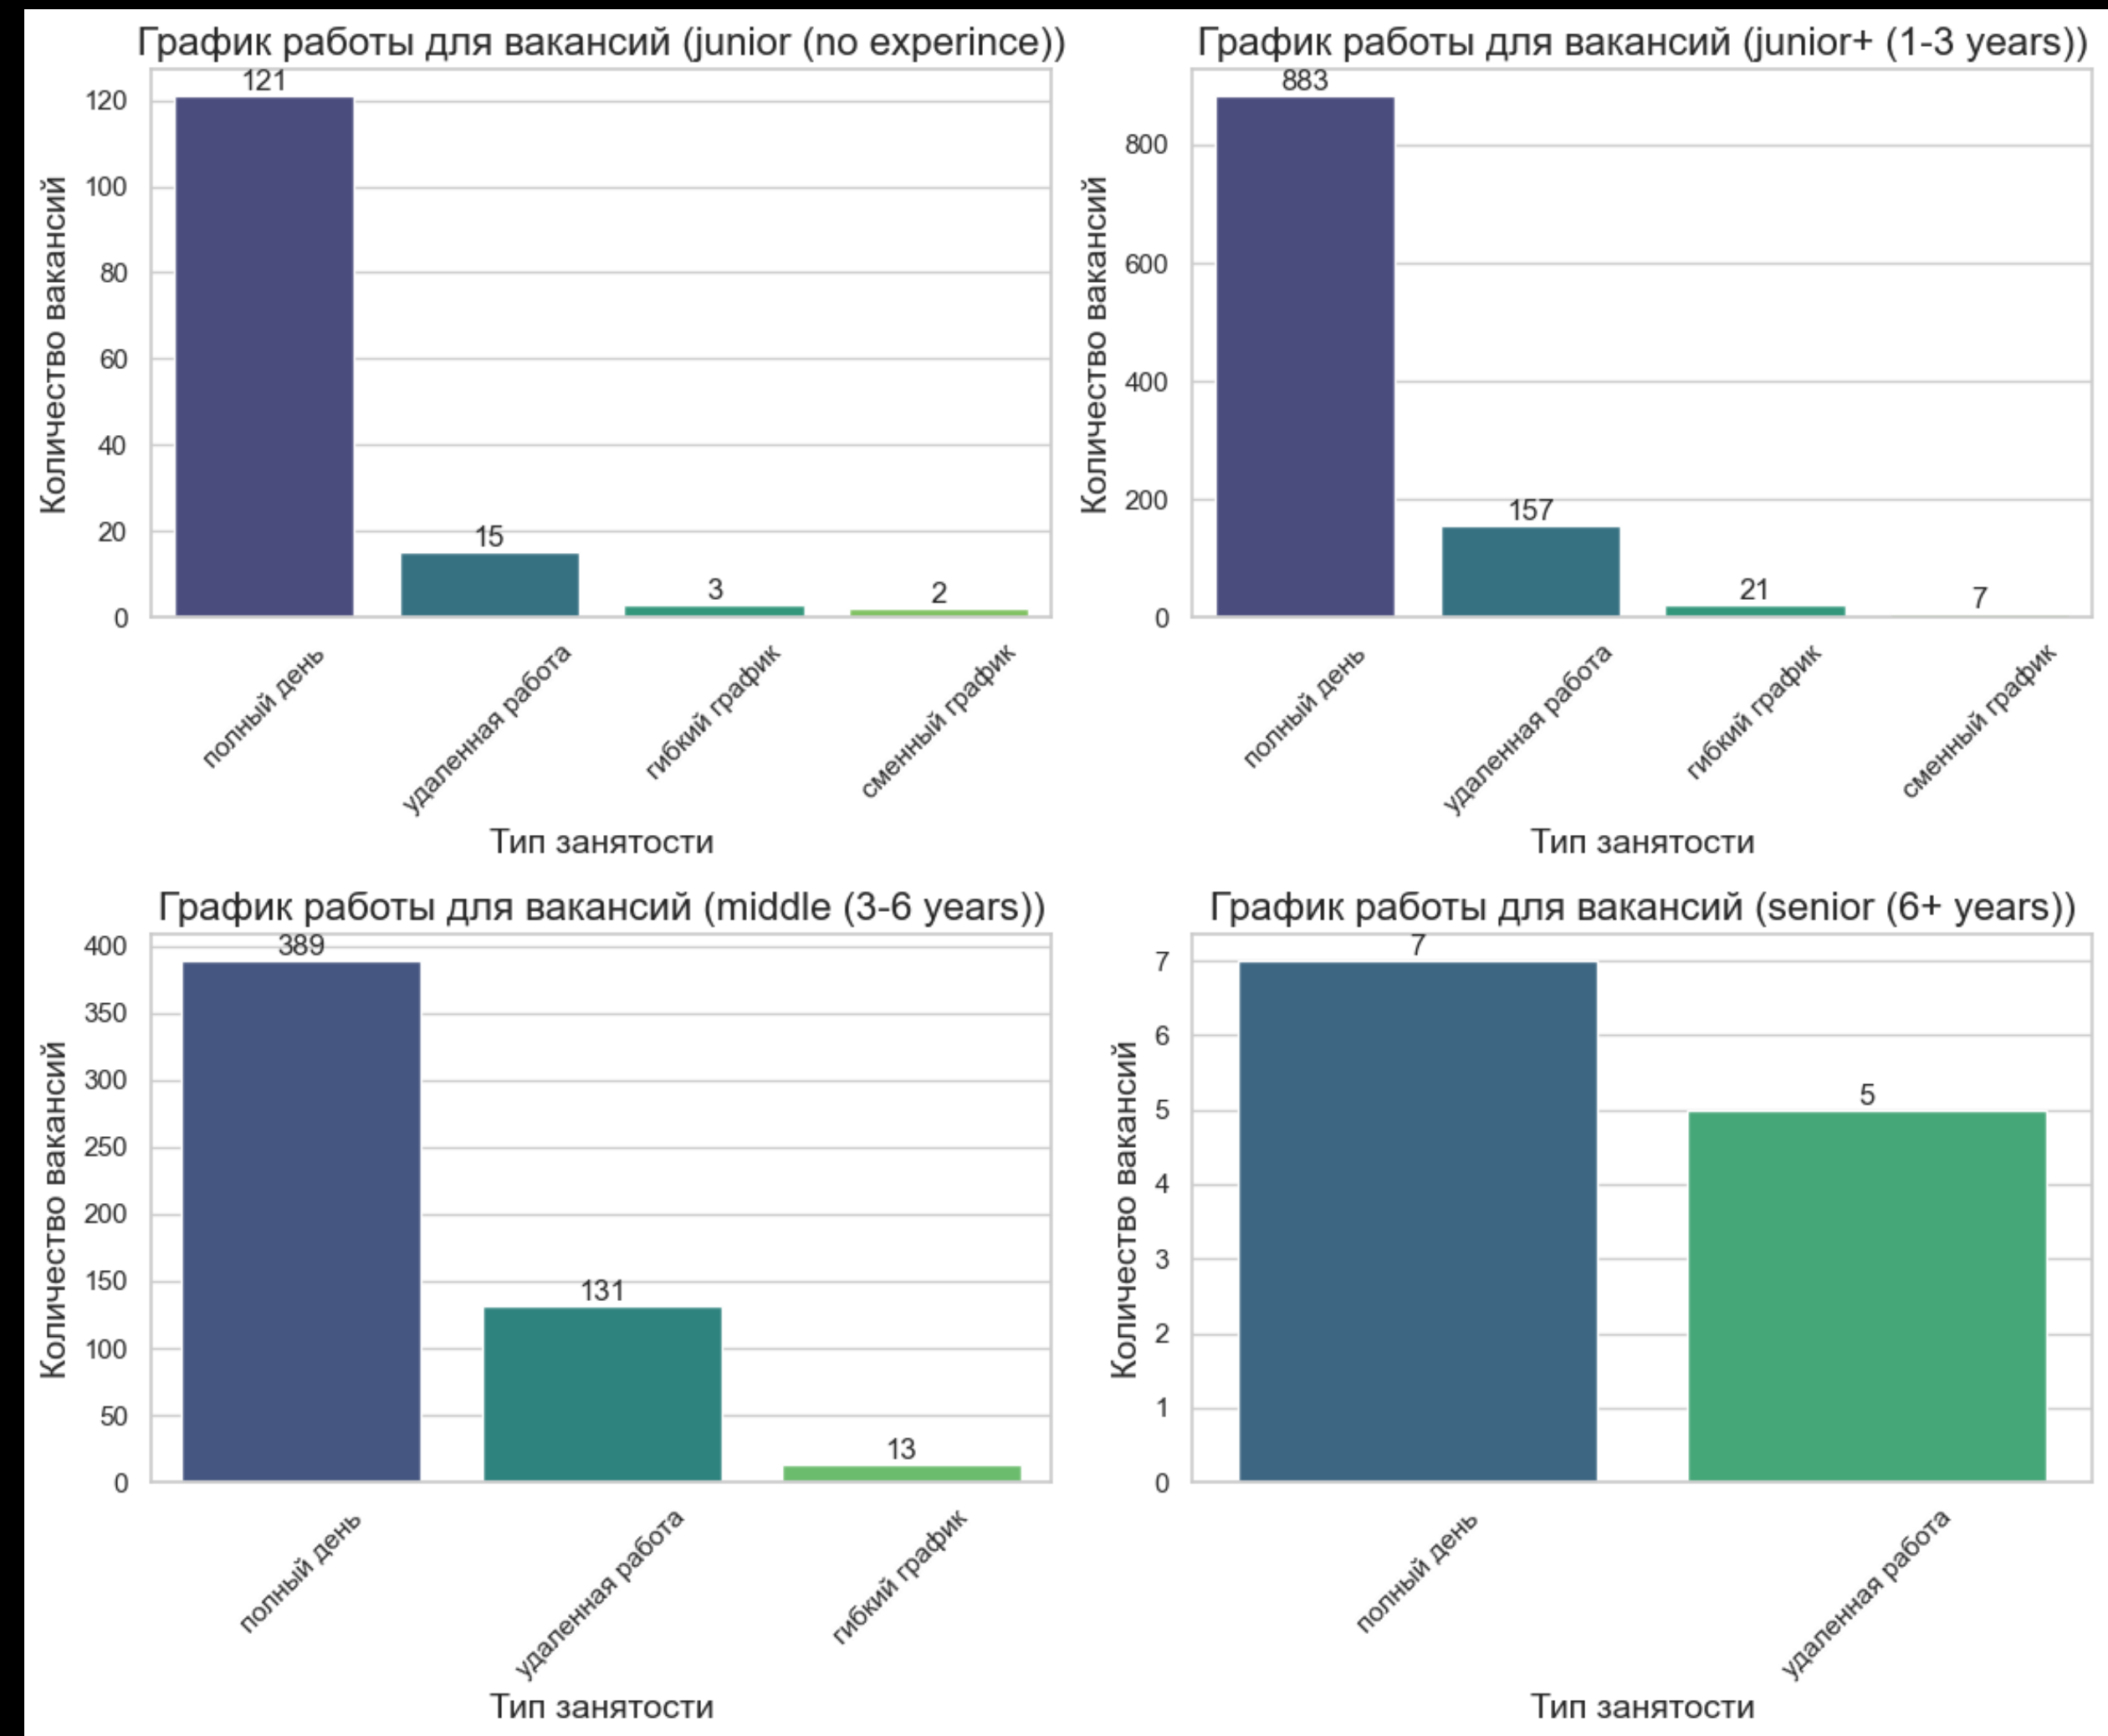 График работы для вакансий (junior (no experince))
121
120
100
80
60
40
20
0
15
3
2
Количество вакансий
полный день
удаленная работа
гибкий график
сменный график
Тип занятости
График работы для вакансий (junior+ (1-3 years))
883
800
600
400
200
0
157
21
7
Количество вакансий
полный день
удаленная работа
гибкий график
сменный график
Тип занятости
График работы для вакансий (middle (3-6 years))
389
400
350
300
250
200
150
100
50
0
131
13
Количество вакансий
полный день
удаленная работа
гибкий график
Тип занятости
График работы для вакансий (senior (6+ years))
7
7
6
5
4
3
2
1
0
5
Количество вакансий
полный день
удаленная работа
Тип занятости